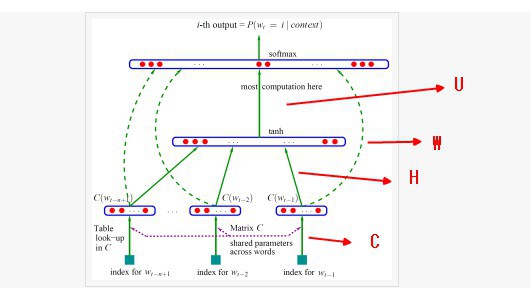 i-th output = P(w_t = i | context)
softmax
... ...
most computation here
U
tanh
... ...
W
H
C(w_{t−n+1}) C(w_{t−2}) C(w_{t−1})
... ... ... ...
Table
look−up
in C
Matrix C
shared parameters
across words
C
index for w_{t−n+1} index for w_{t−2} index for w_{t−1}